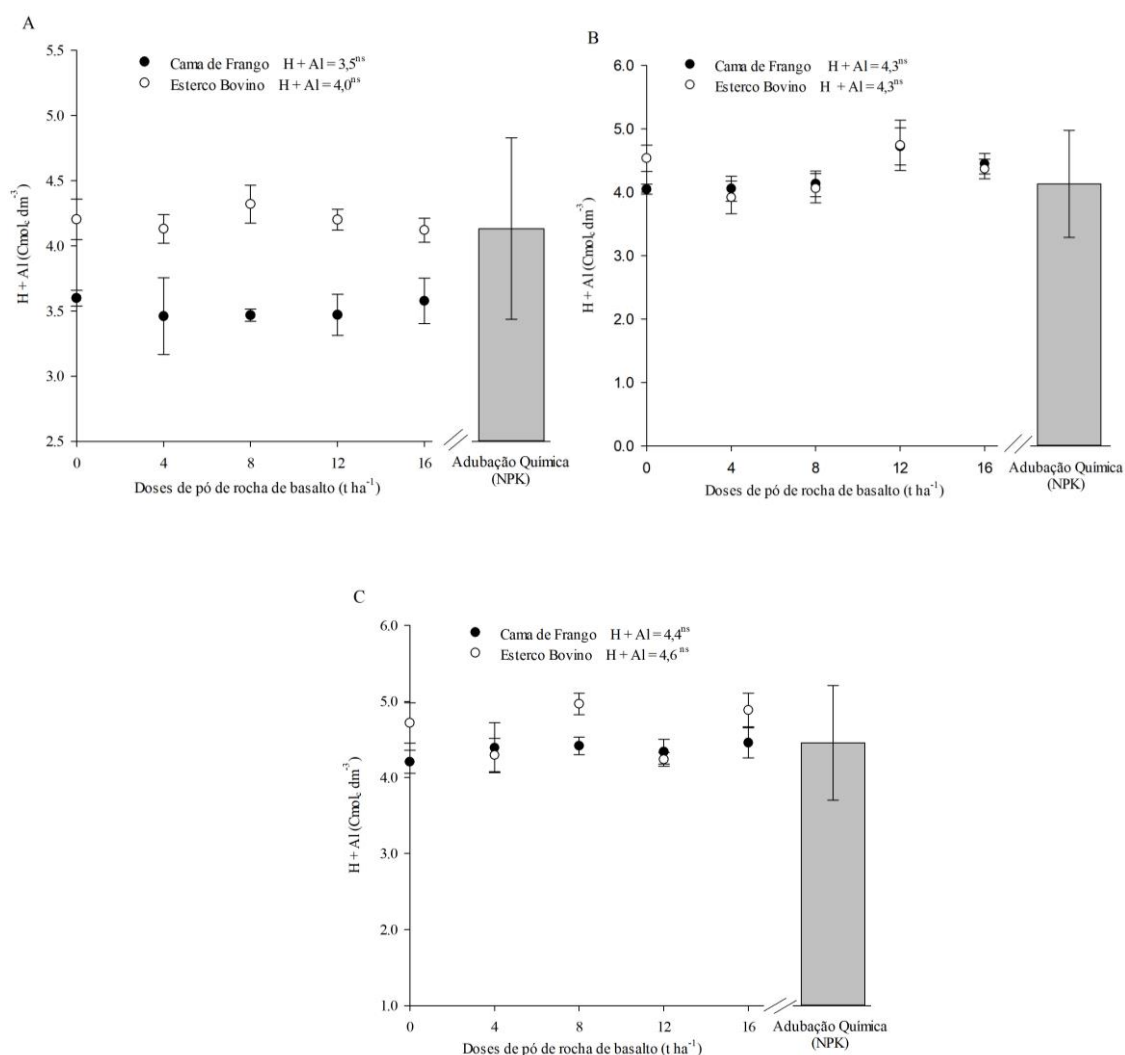 A
Cama de Frango H + Al = 3,5ns
Esterco Bovino H + Al = 4,0ns
5.5
5.0
4.5
4.0
3.5
3.0
2.5
H + Al (Cmolc dm-3)
0 4 8 12 16
Doses de pó de rocha de basalto (t ha-1)
Adubação Química
(NPK)
B
Cama de Frango H + Al = 4,3ns
Esterco Bovino H + Al = 4,3ns
6.0
5.0
4.0
3.0
2.0
1.0
0.0
H + Al (Cmolc dm-3)
0 4 8 12 16
Doses de pó de rocha de basalto (t ha-1)
Adubação Química
(NPK)
C
Cama de Frango H + Al = 4,4ns
Esterco Bovino H + Al = 4,6 ns
6.0
5.0
4.0
3.0
2.0
1.0
H + Al (Cmolc dm-3)
0 4 8 12 16
Doses de pó de rocha de basalto (t ha-1)
Adubação Química
(NPK)